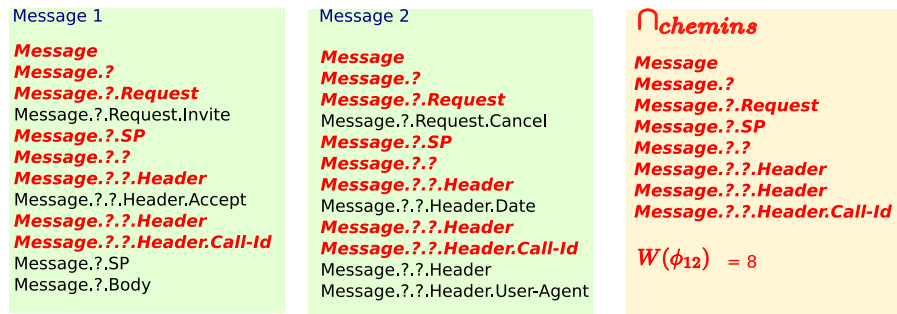 Message 1
Message
Message.?
Message.?.Request
Message.?.Request.Invite
Message.?.SP
Message.?.?
Message.?.?.Header
Message.?.?.Header.Accept
Message.?.?.Header
Message.?.?.Header.Call-Id
Message.?.SP
Message.?.Body
Message 2
Message
Message.?
Message.?.Request
Message.?.Request.Cancel
Message.?.SP
Message.?.?
Message.?.?.Header
Message.?.?.Header.Date
Message.?.?.Header
Message.?.?.Header.Call-Id
Message.?.?.Header
Message.?.?.Header.User-Agent
⋂chemins
Message
Message.?
Message.?.Request
Message.?.SP
Message.?.?
Message.?.?.Header
Message.?.?.Header
Message.?.?.Header.Call-Id
W(ϕ₁₂) = 8